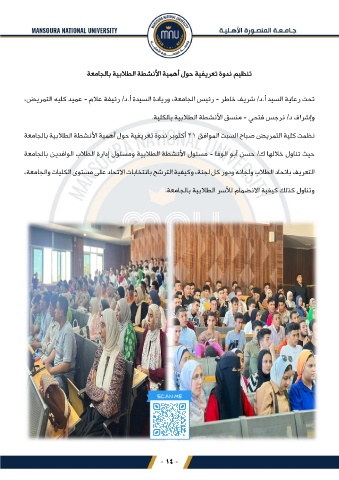 MANSOURA NATIONAL UNIVERSITY
جامعة المنصورة الأهلية
MNU
تنظيم ندوة تعريفية حول أهمية الأنشطة الطلابية بالجامعة
تحت رعاية السيد أ.د/ شريف خاطر - رئيس الجامعة، وريادة السيدة أ.د/ رئيفة علام - عميد كليه التمريض،
وإشراف د/ نرجس فتحي - منسق الأنشطة الطلابية بالكلية.
نظمت كلية التمريض صباح السبت الموافق ٢١ أكتوبر ندوة تعريفية حول أهمية الأنشطة الطلابية بالجامعة
حيث تناول خلالها ك/ حسن أبو الوفا - مسئول الأنشطة الطلابية ومسئول إدارة الطلاب الوافدين بالجامعة
التعريف باتحاد الطلاب ولجانه ودور كل لجنة، وكيفية الترشح بانتخابات الاتحاد على مستوى الكليات والجامعة،
وتناول كذلك كيفية الانضمام للأسر الطلابية بالجامعة.
SCAN ME
- ١٤ -